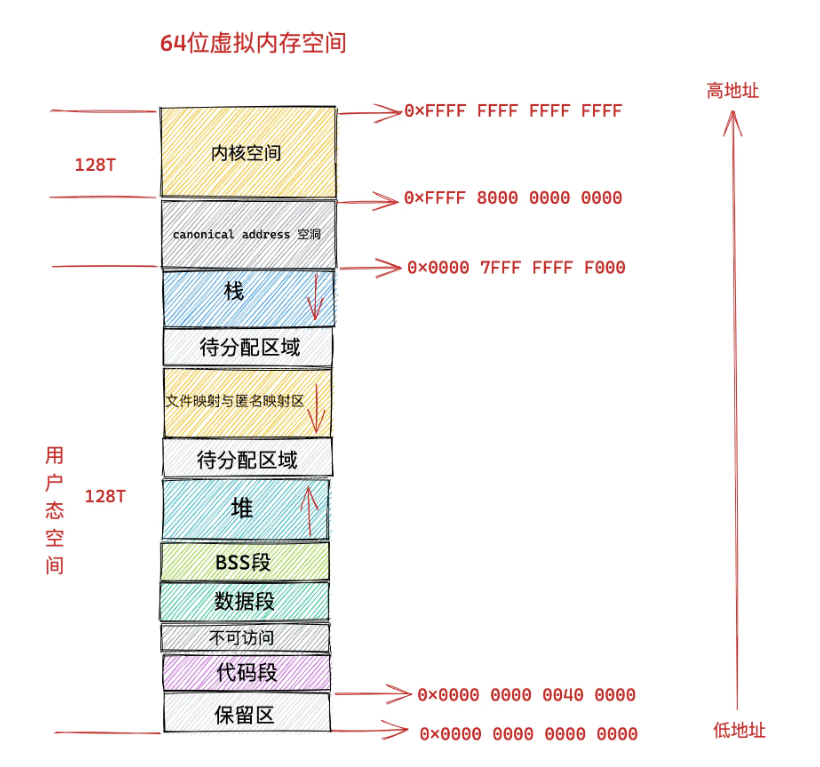 64位虚拟内存空间
高地址
0×FFFF FFFF FFFF FFFF
内核空间
128T
0×FFFF 8000 0000 0000
canonical address 空洞
0×0000 7FFF FFFF F000
栈
待分配区域
文件映射与匿名映射区
待分配区域
用户态空间
128T
堆
BSS段
数据段
不可访问
代码段
0×0000 0000 0040 0000
保留区
0×0000 0000 0000 0000
低地址